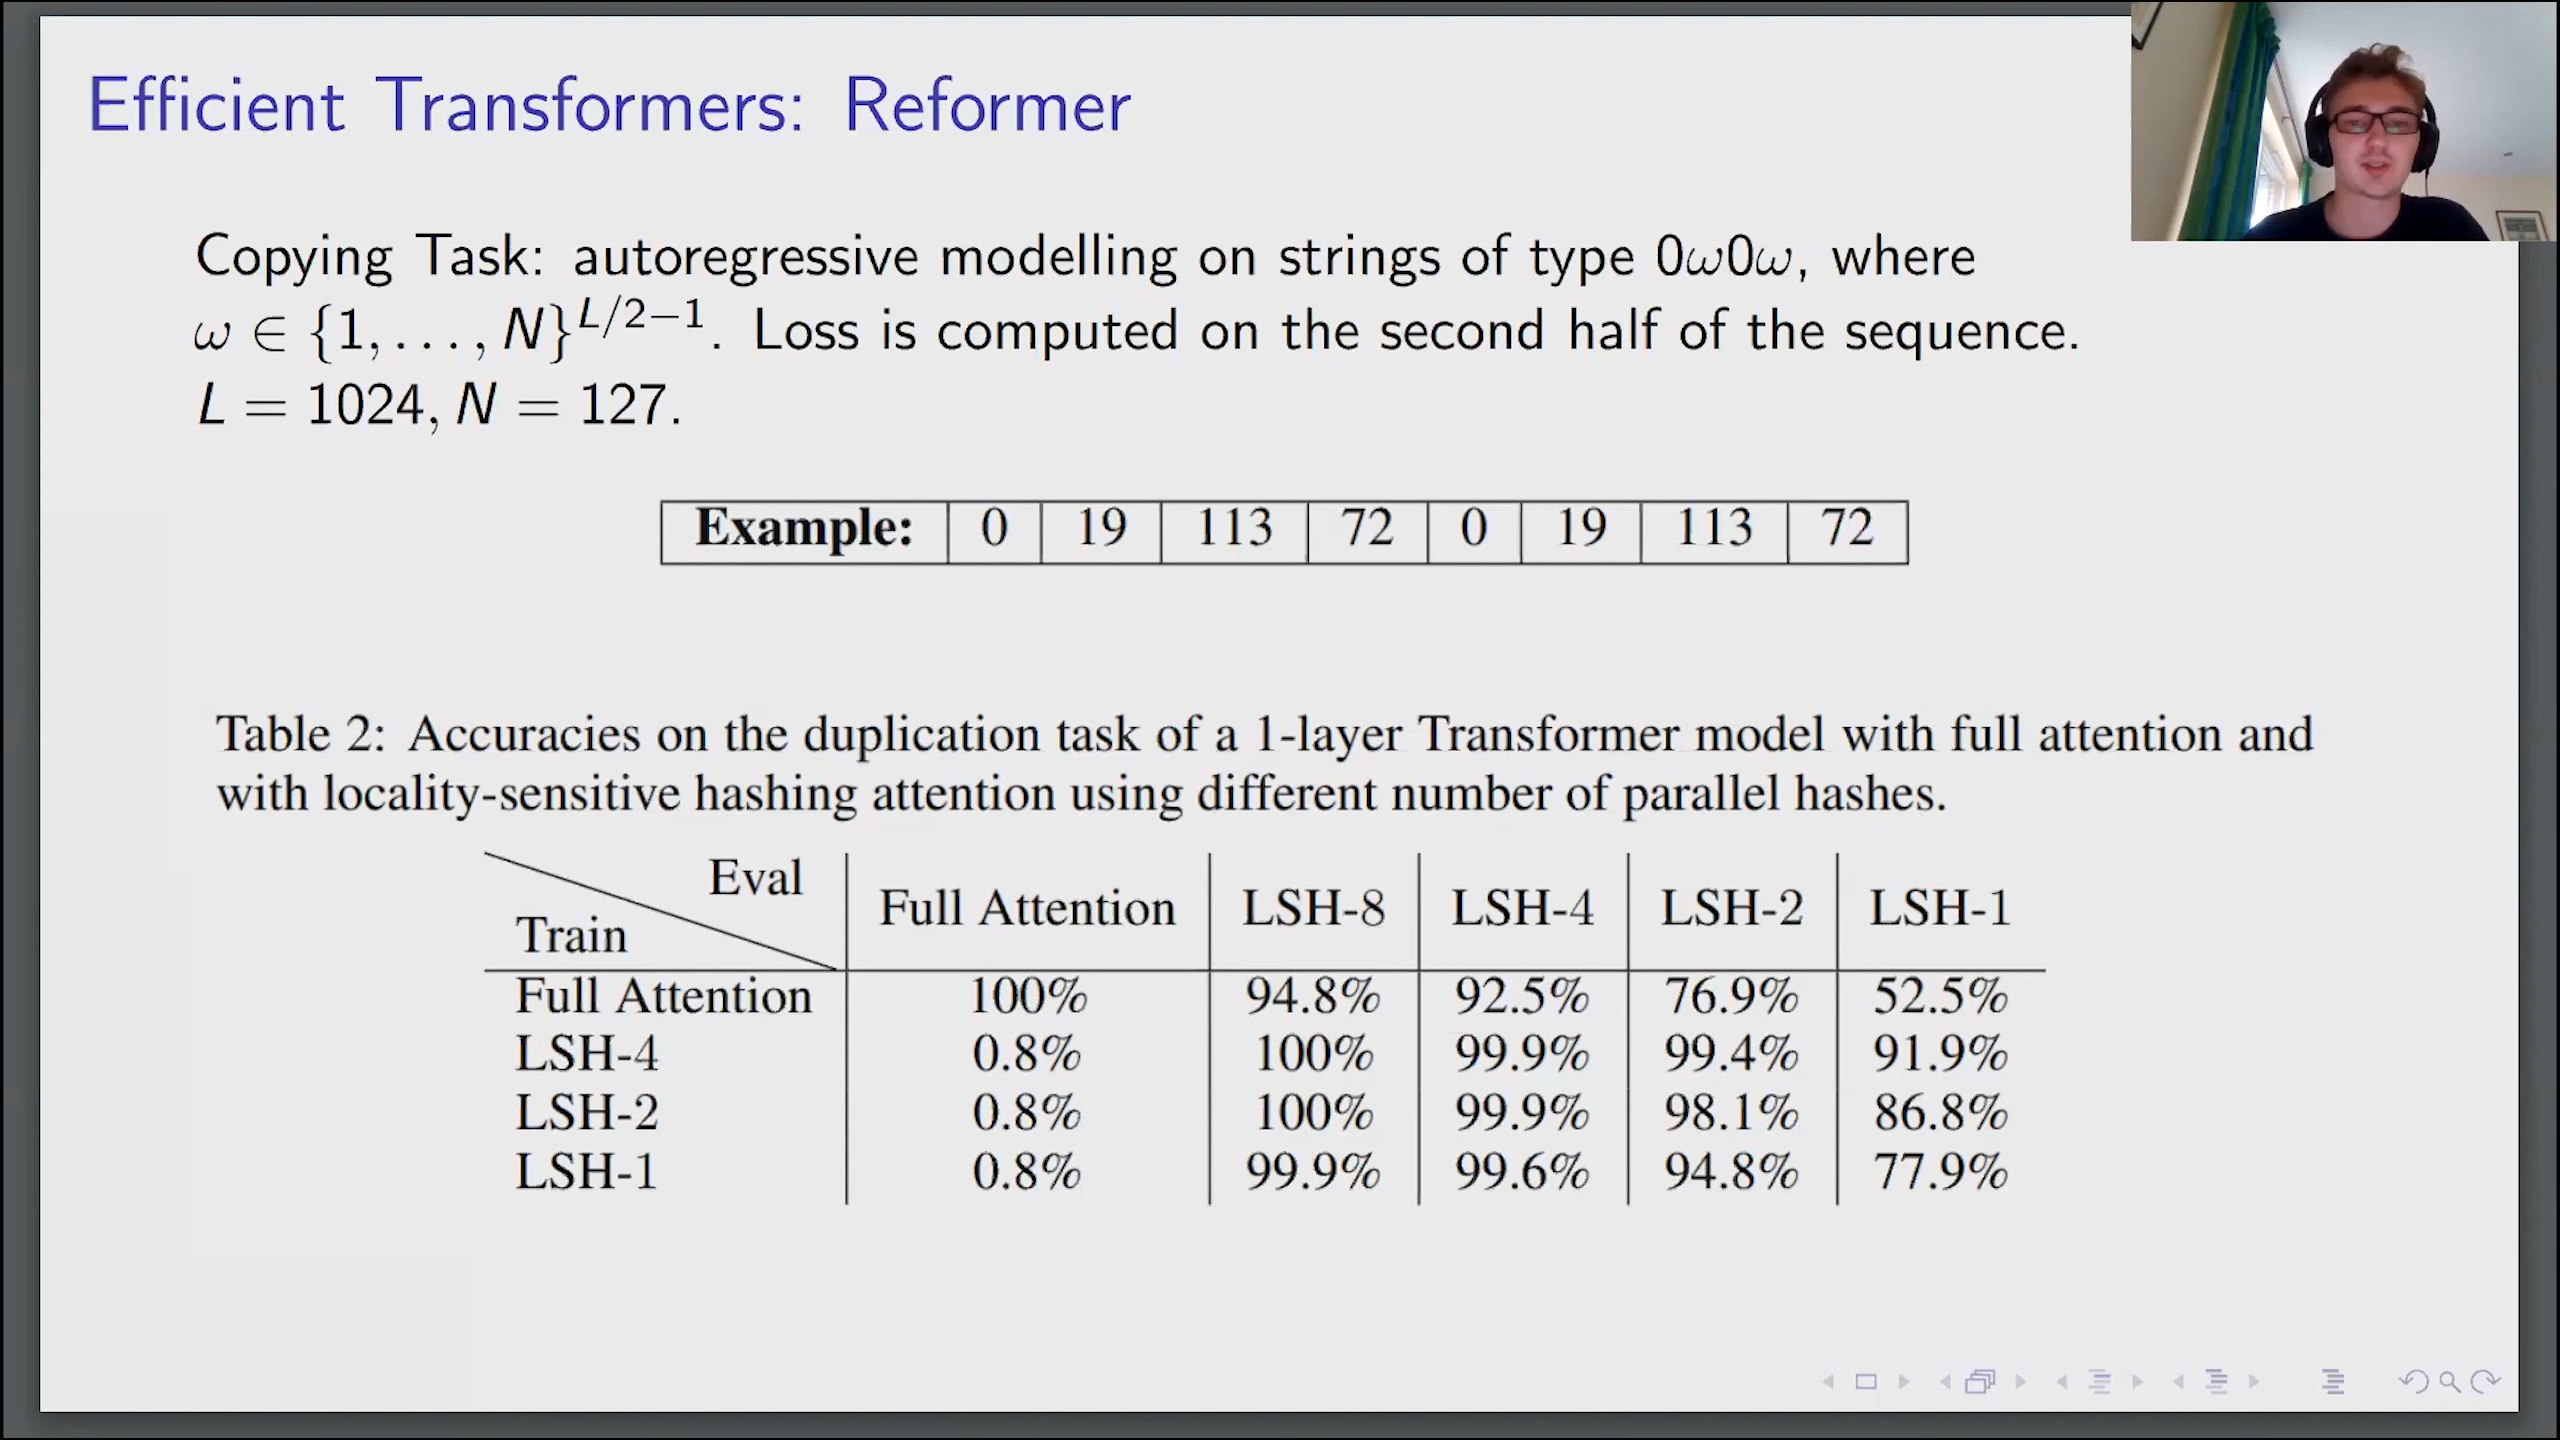 Efficient Transformers: Reformer
Copying Task: autoregressive modelling on strings of type 0ω0ω, where
ω ∈ {1, . . . , N}^{L/2−1}. Loss is computed on the second half of the sequence.
L = 1024, N = 127.
Example: 0 19 113 72 0 19 113 72
Table 2: Accuracies on the duplication task of a 1-layer Transformer model with full attention and
with locality-sensitive hashing attention using different number of parallel hashes.
Eval
Train
Full Attention LSH-8 LSH-4 LSH-2 LSH-1
Full Attention 100% 94.8% 92.5% 76.9% 52.5%
LSH-4 0.8% 100% 99.9% 99.4% 91.9%
LSH-2 0.8% 100% 99.9% 98.1% 86.8%
LSH-1 0.8% 99.9% 99.6% 94.8% 77.9%